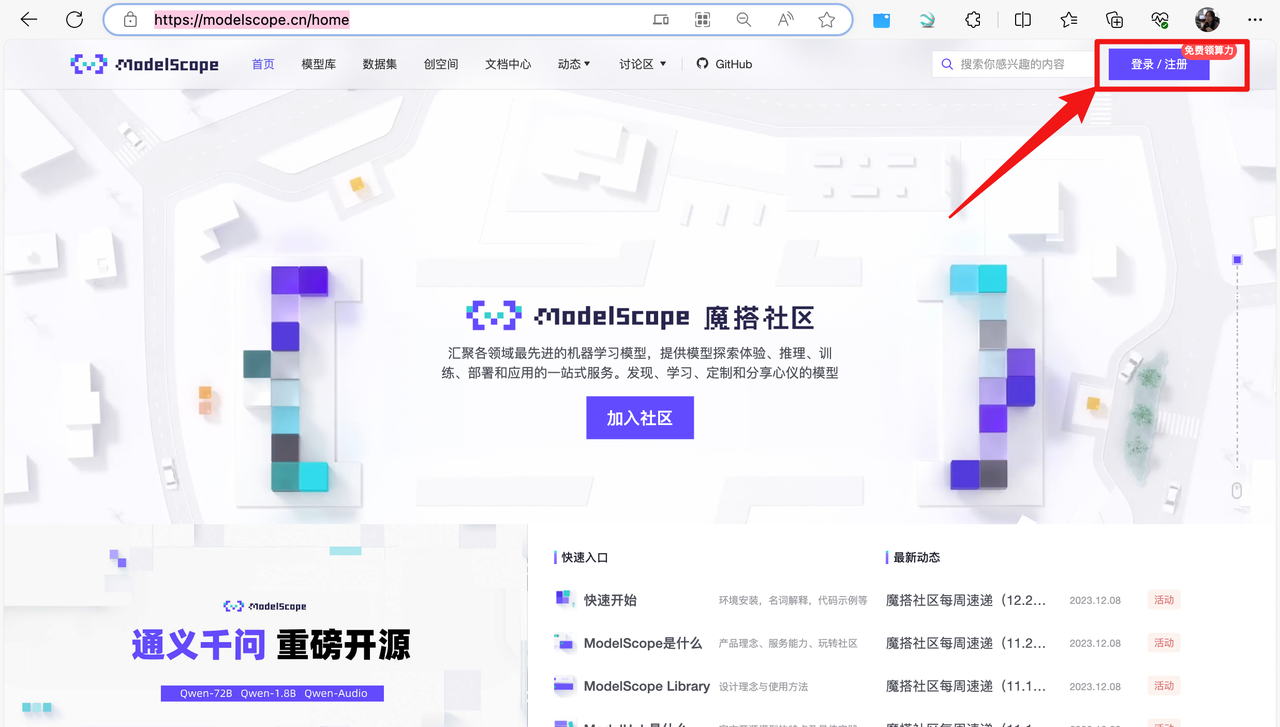 https://modelscope.cn/home
ModelScope
首页
模型库
数据集
创空间
文档中心
动态
讨论区
GitHub
搜索你感兴趣的内容
登录 / 注册
免费领算力
ModelScope 魔搭社区
汇聚各领域最先进的机器学习模型，提供模型探索体验、推理、训
练、部署和应用的一站式服务。发现、学习、定制和分享心仪的模型
加入社区
ModelScope
通义千问 重磅开源
Qwen-72B Qwen-1.8B Qwen-Audio
快速入口
快速开始 环境安装，名词解释，代码示例等
ModelScope是什么 产品理念、服务能力、玩转社区
ModelScope Library 设计理念与使用方法
最新动态
魔搭社区每周速递（12.2... 2023.12.08 活动
魔搭社区每周速递（11.2... 2023.12.08 活动
魔搭社区每周速递（11.1... 2023.12.08 活动